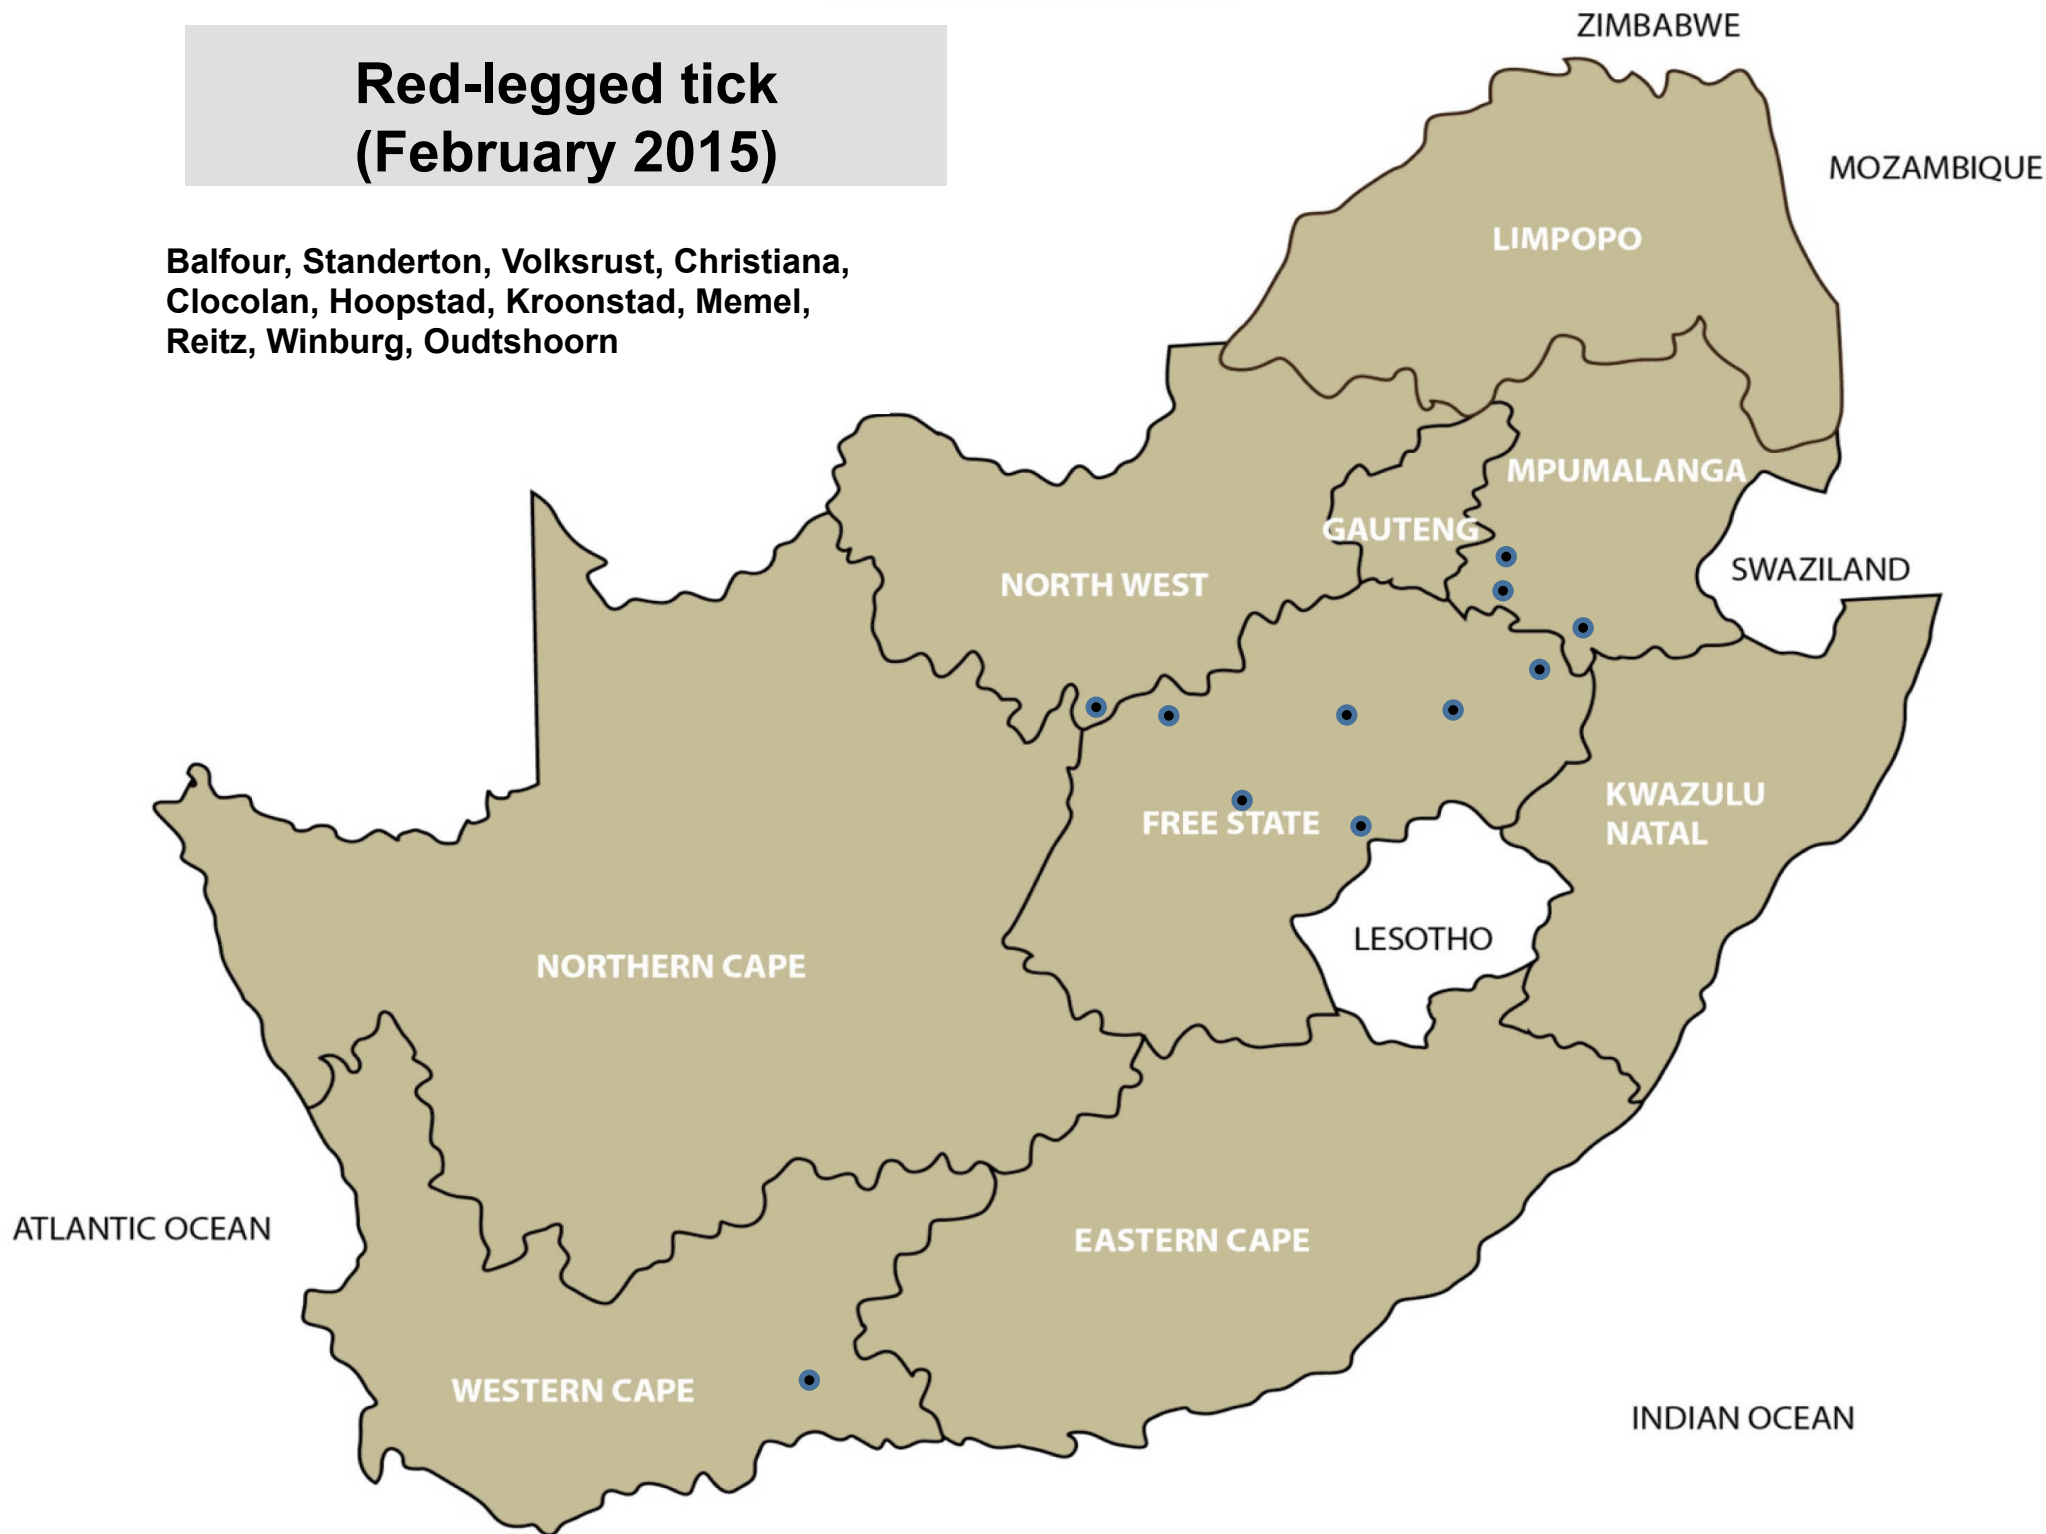 Red-legged tick
(February 2015)
Balfour, Standerton, Volksrust, Christiana,
Clocolan, Hoopstad, Kroonstad, Memel,
Reitz, Winburg, Oudtshoorn
ZIMBABWE
MOZAMBIQUE
LIMPOPO
MPUMALANGA
GAUTENG
SWAZILAND
NORTH WEST
KWAZULU
NATAL
FREE STATE
LESOTHO
NORTHERN CAPE
ATLANTIC OCEAN
EASTERN CAPE
WESTERN CAPE
INDIAN OCEAN